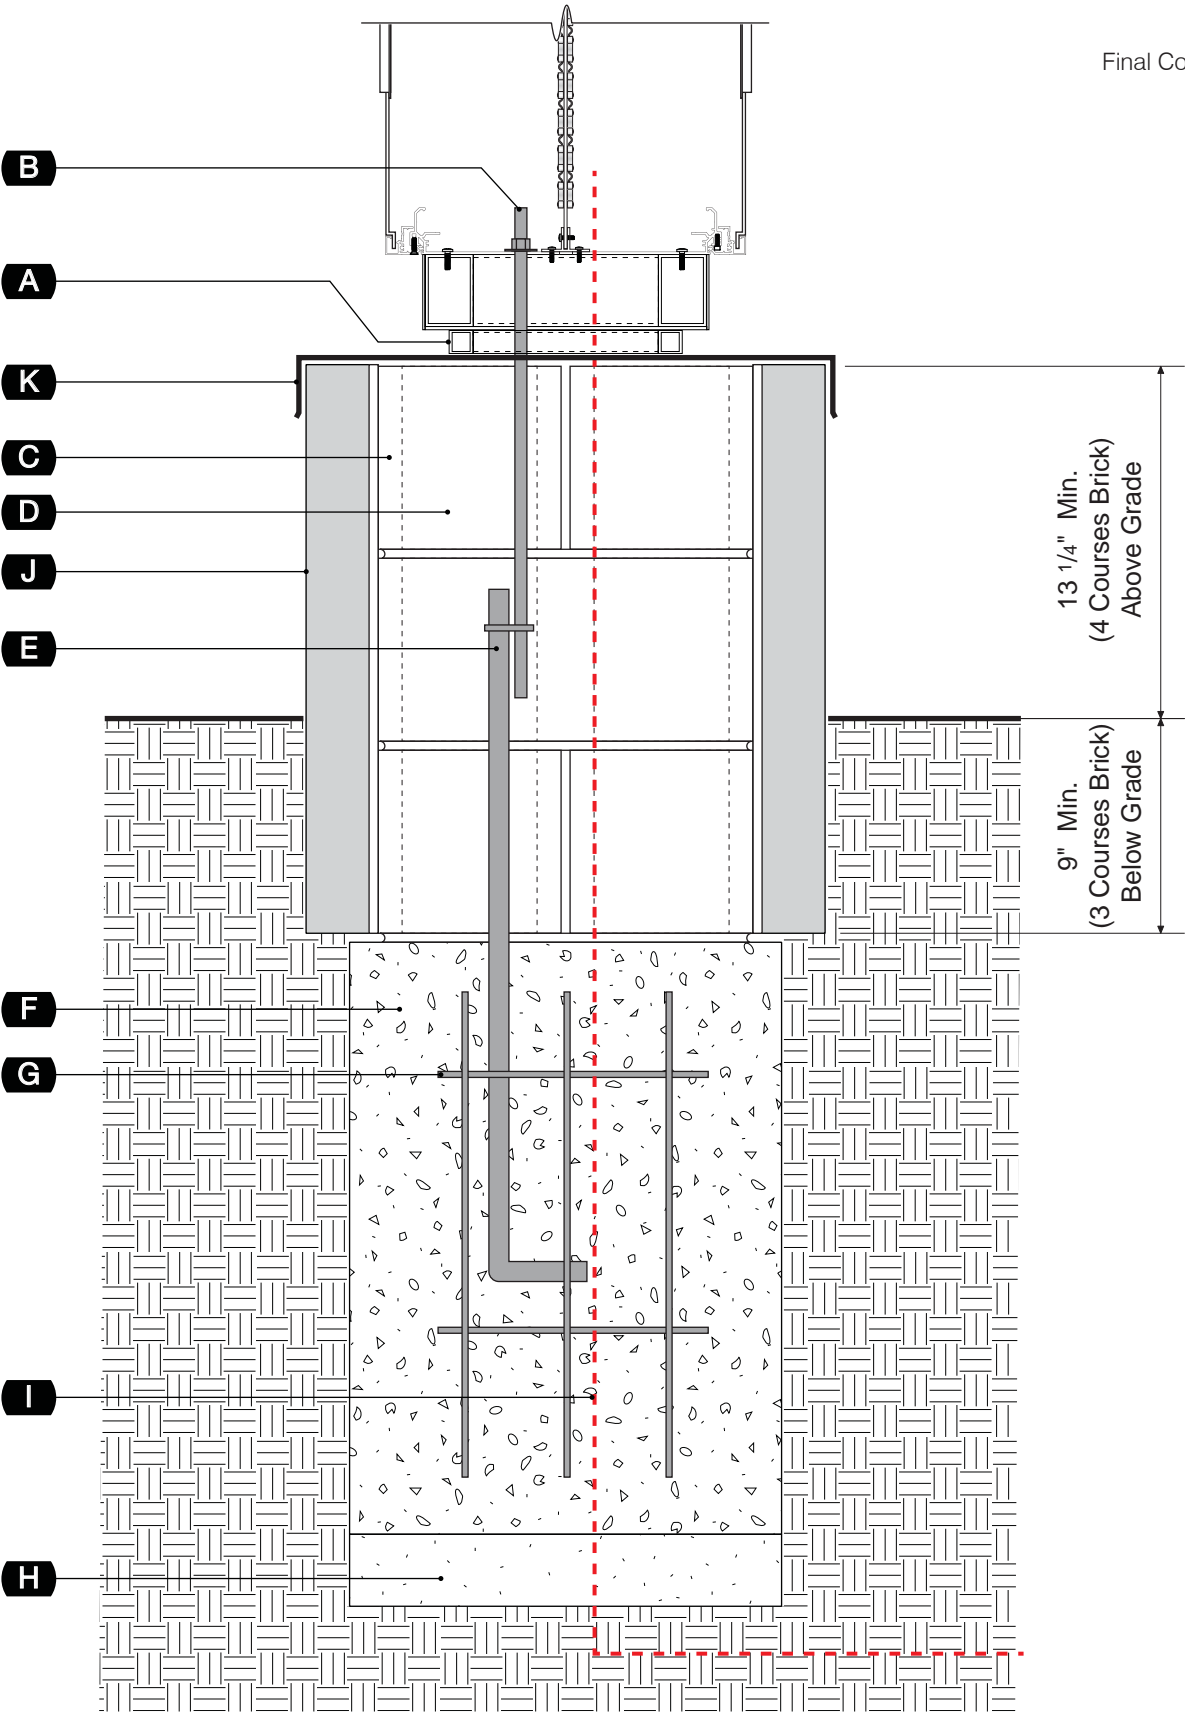 Final Co
B
A
K
C
D
J
E
F
G
I
H
13 1/4" Min.
(4 Courses Brick)
Above Grade
9" Min.
(3 Courses Brick)
Below Grade